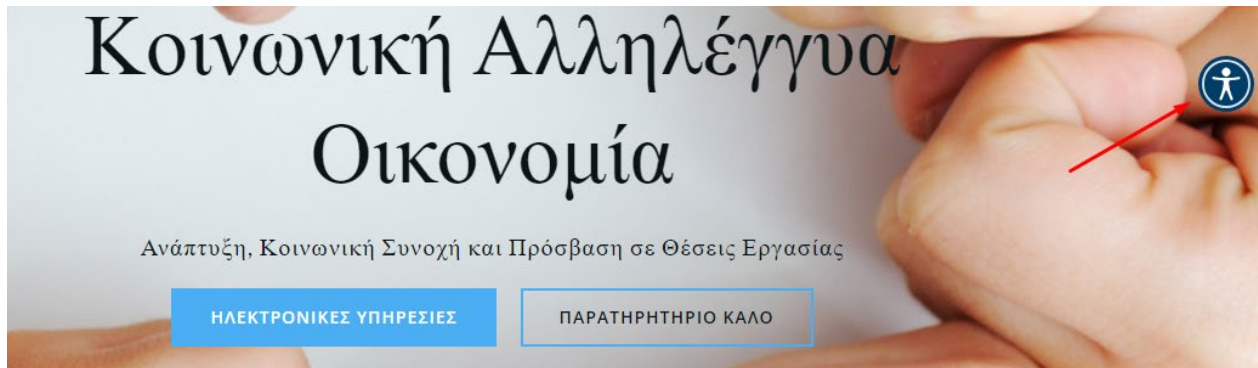 Κοινωνική Αλληλέγγυα
Οικονομία
Ανάπτυξη, Κοινωνική Συνοχή και Πρόσβαση σε Θέσεις Εργασίας
ΗΛΕΚΤΡΟΝΙΚΕΣ ΥΠΗΡΕΣΙΕΣ
ΠΑΡΑΤΗΡΗΤΗΡΙΟ ΚΑΛΟ